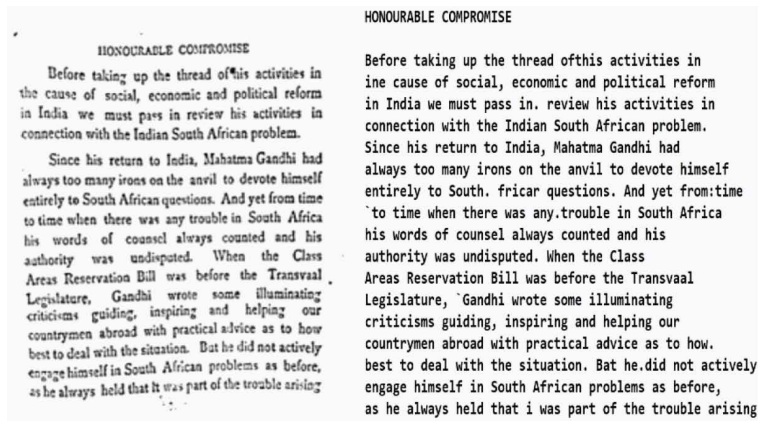 HONOURABLE COMPROMISE
Before taking up the thread of his activities in
the cause of social, economic and political reform
in India we must pass in review his activities in
connection with the Indian South African problem.
Since his return to India, Mahatma Gandhi had
always too many irons on the anvil to devote himself
entirely to South African questions. And yet from time
to time when there was any trouble in South Africa
his words of counsel always counted and his
authority was undisputed. When the Class
Areas Reservation Bill was before the Transvaal
Legislature, Gandhi wrote some illuminating
criticisms guiding, inspiring and helping our
countrymen abroad with practical advice as to how
best to deal with the situation. But he did not actively
engage himself in South African problems as before,
as he always held that it was part of the trouble arising
HONOURABLE COMPROMISE
Before taking up the thread ofthis activities in
ine cause of social, economic and political reform
in India we must pass in. review his activities in
connection with the Indian South African problem.
Since his return to India, Mahatma Gandhi had
always too many irons on the anvil to devote himself
entirely to South. fricar questions. And yet from:time
`to time when there was any.trouble in South Africa
his words of counsel always counted and his
authority was undisputed. When the Class
Areas Reservation Bill was before the Transvaal
Legislature, `Gandhi wrote some illuminating
criticisms guiding, inspiring and helping our
countrymen abroad with practical advice as to how.
best to deal with the situation. Bat he.did not actively
engage himself in South African problems as before,
as he always held that i was part of the trouble arising